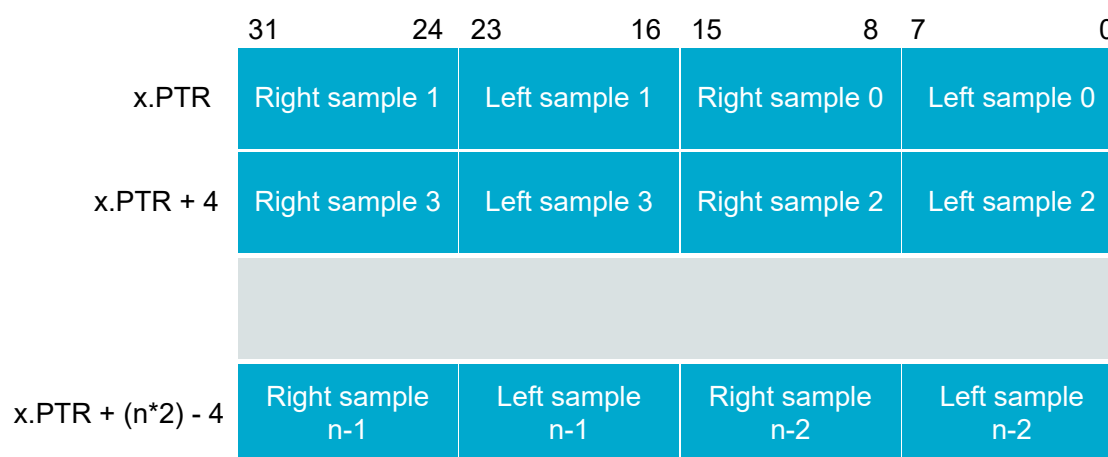 31 24 23 16 15 8 7 0
x.PTR Right sample 1 Left sample 1 Right sample 0 Left sample 0
x.PTR + 4 Right sample 3 Left sample 3 Right sample 2 Left sample 2
x.PTR + (n*2) - 4 Right sample Left sample Right sample Left sample
n-1 n-1 n-2 n-2